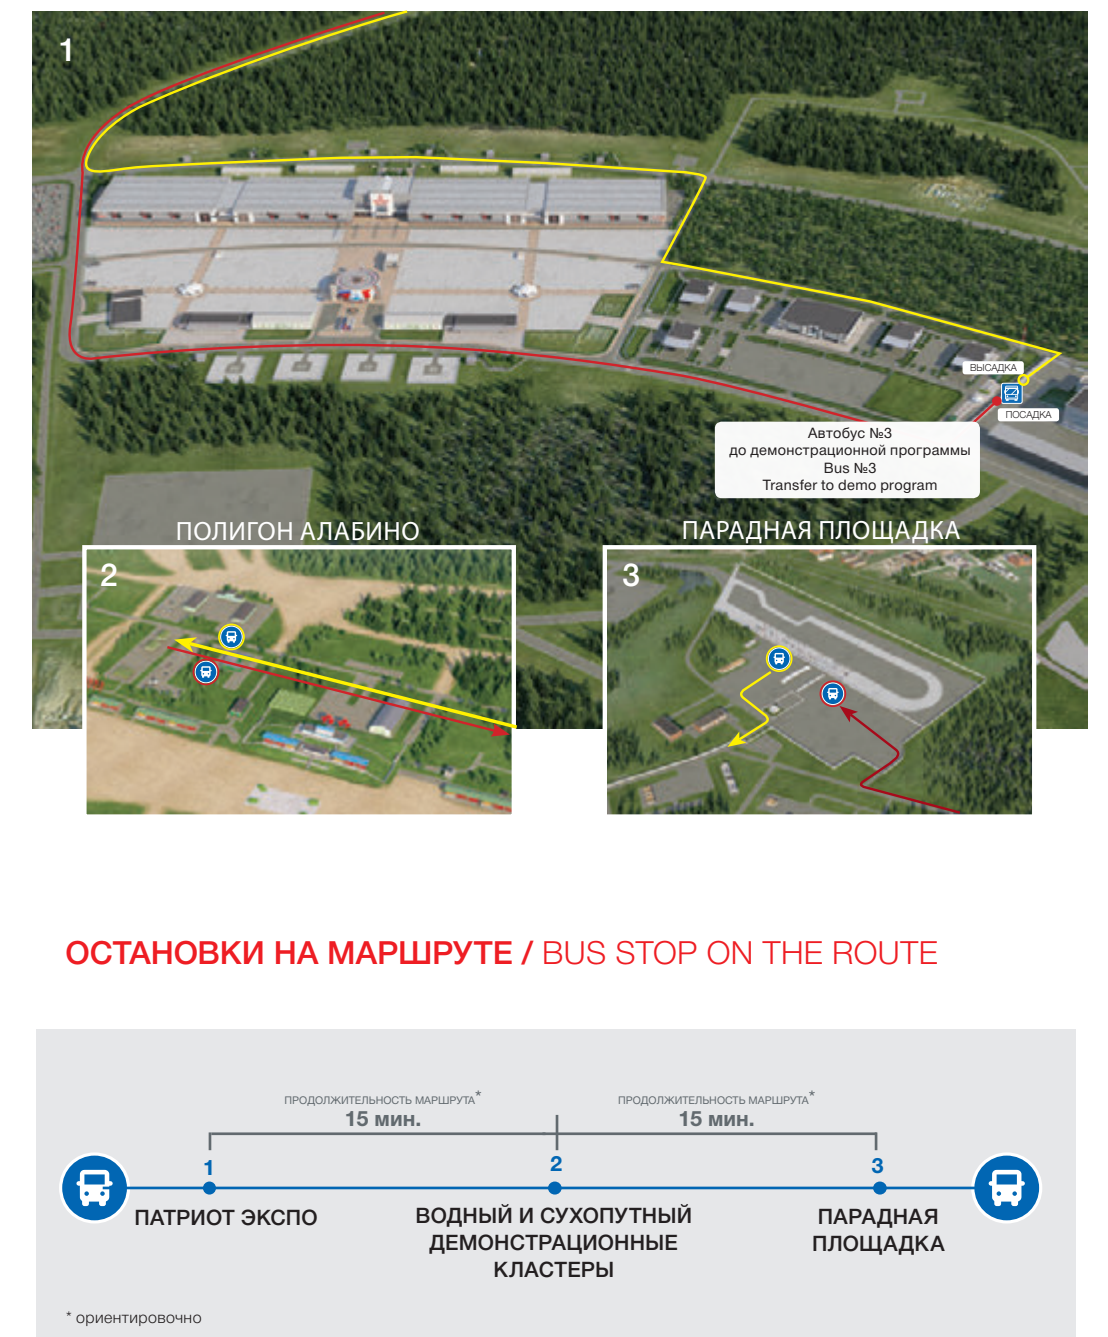 1
ВЫСАДКА
ПОСАДКА
Автобус №3
до демонстрационной программы
Bus №3
Transfer to demo program
ПОЛИГОН АЛАБИНО
ПАРАДНАЯ ПЛОЩАДКА
2
3
ОСТАНОВКИ НА МАРШРУТЕ / BUS STOP ON THE ROUTE
ПРОДОЛЖИТЕЛЬНОСТЬ МАРШРУТА*
15 мин.
ПРОДОЛЖИТЕЛЬНОСТЬ МАРШРУТА*
15 мин.
1
2
3
ПАТРИОТ ЭКСПО
ВОДНЫЙ И СУХОПУТНЫЙ
ДЕМОНСТРАЦИОННЫЕ
КЛАСТЕРЫ
ПАРАДНАЯ
ПЛОЩАДКА
* ориентировочно